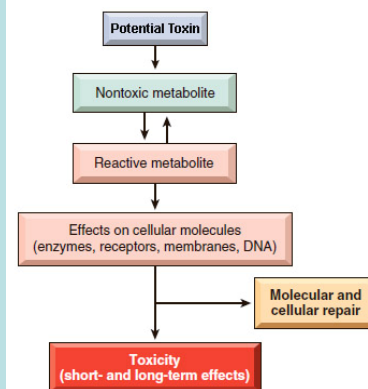 Potential Toxin
Nontoxic metabolite
Reactive metabolite
Effects on cellular molecules
(enzymes, receptors, membranes, DNA)
Molecular and
cellular repair
Toxicity
(short- and long-term effects)